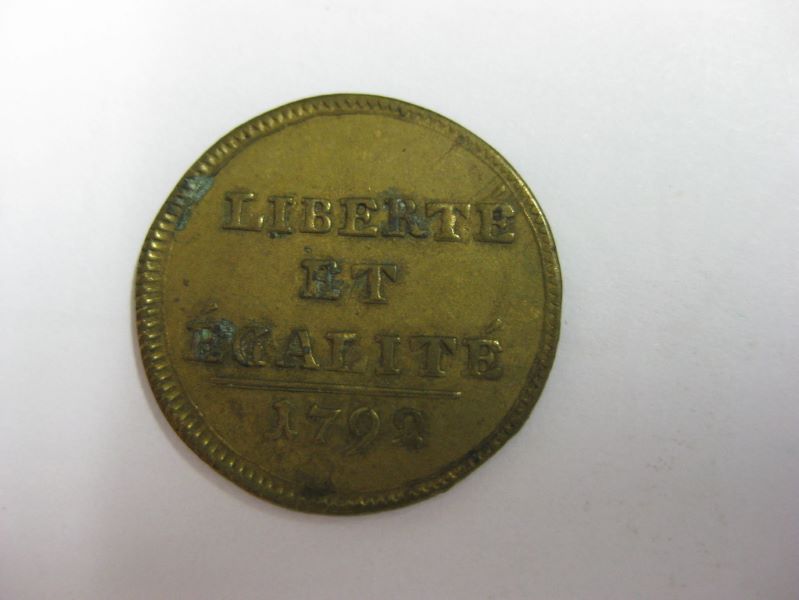 LIBERTE
ET
ÉGALITÉ
1792